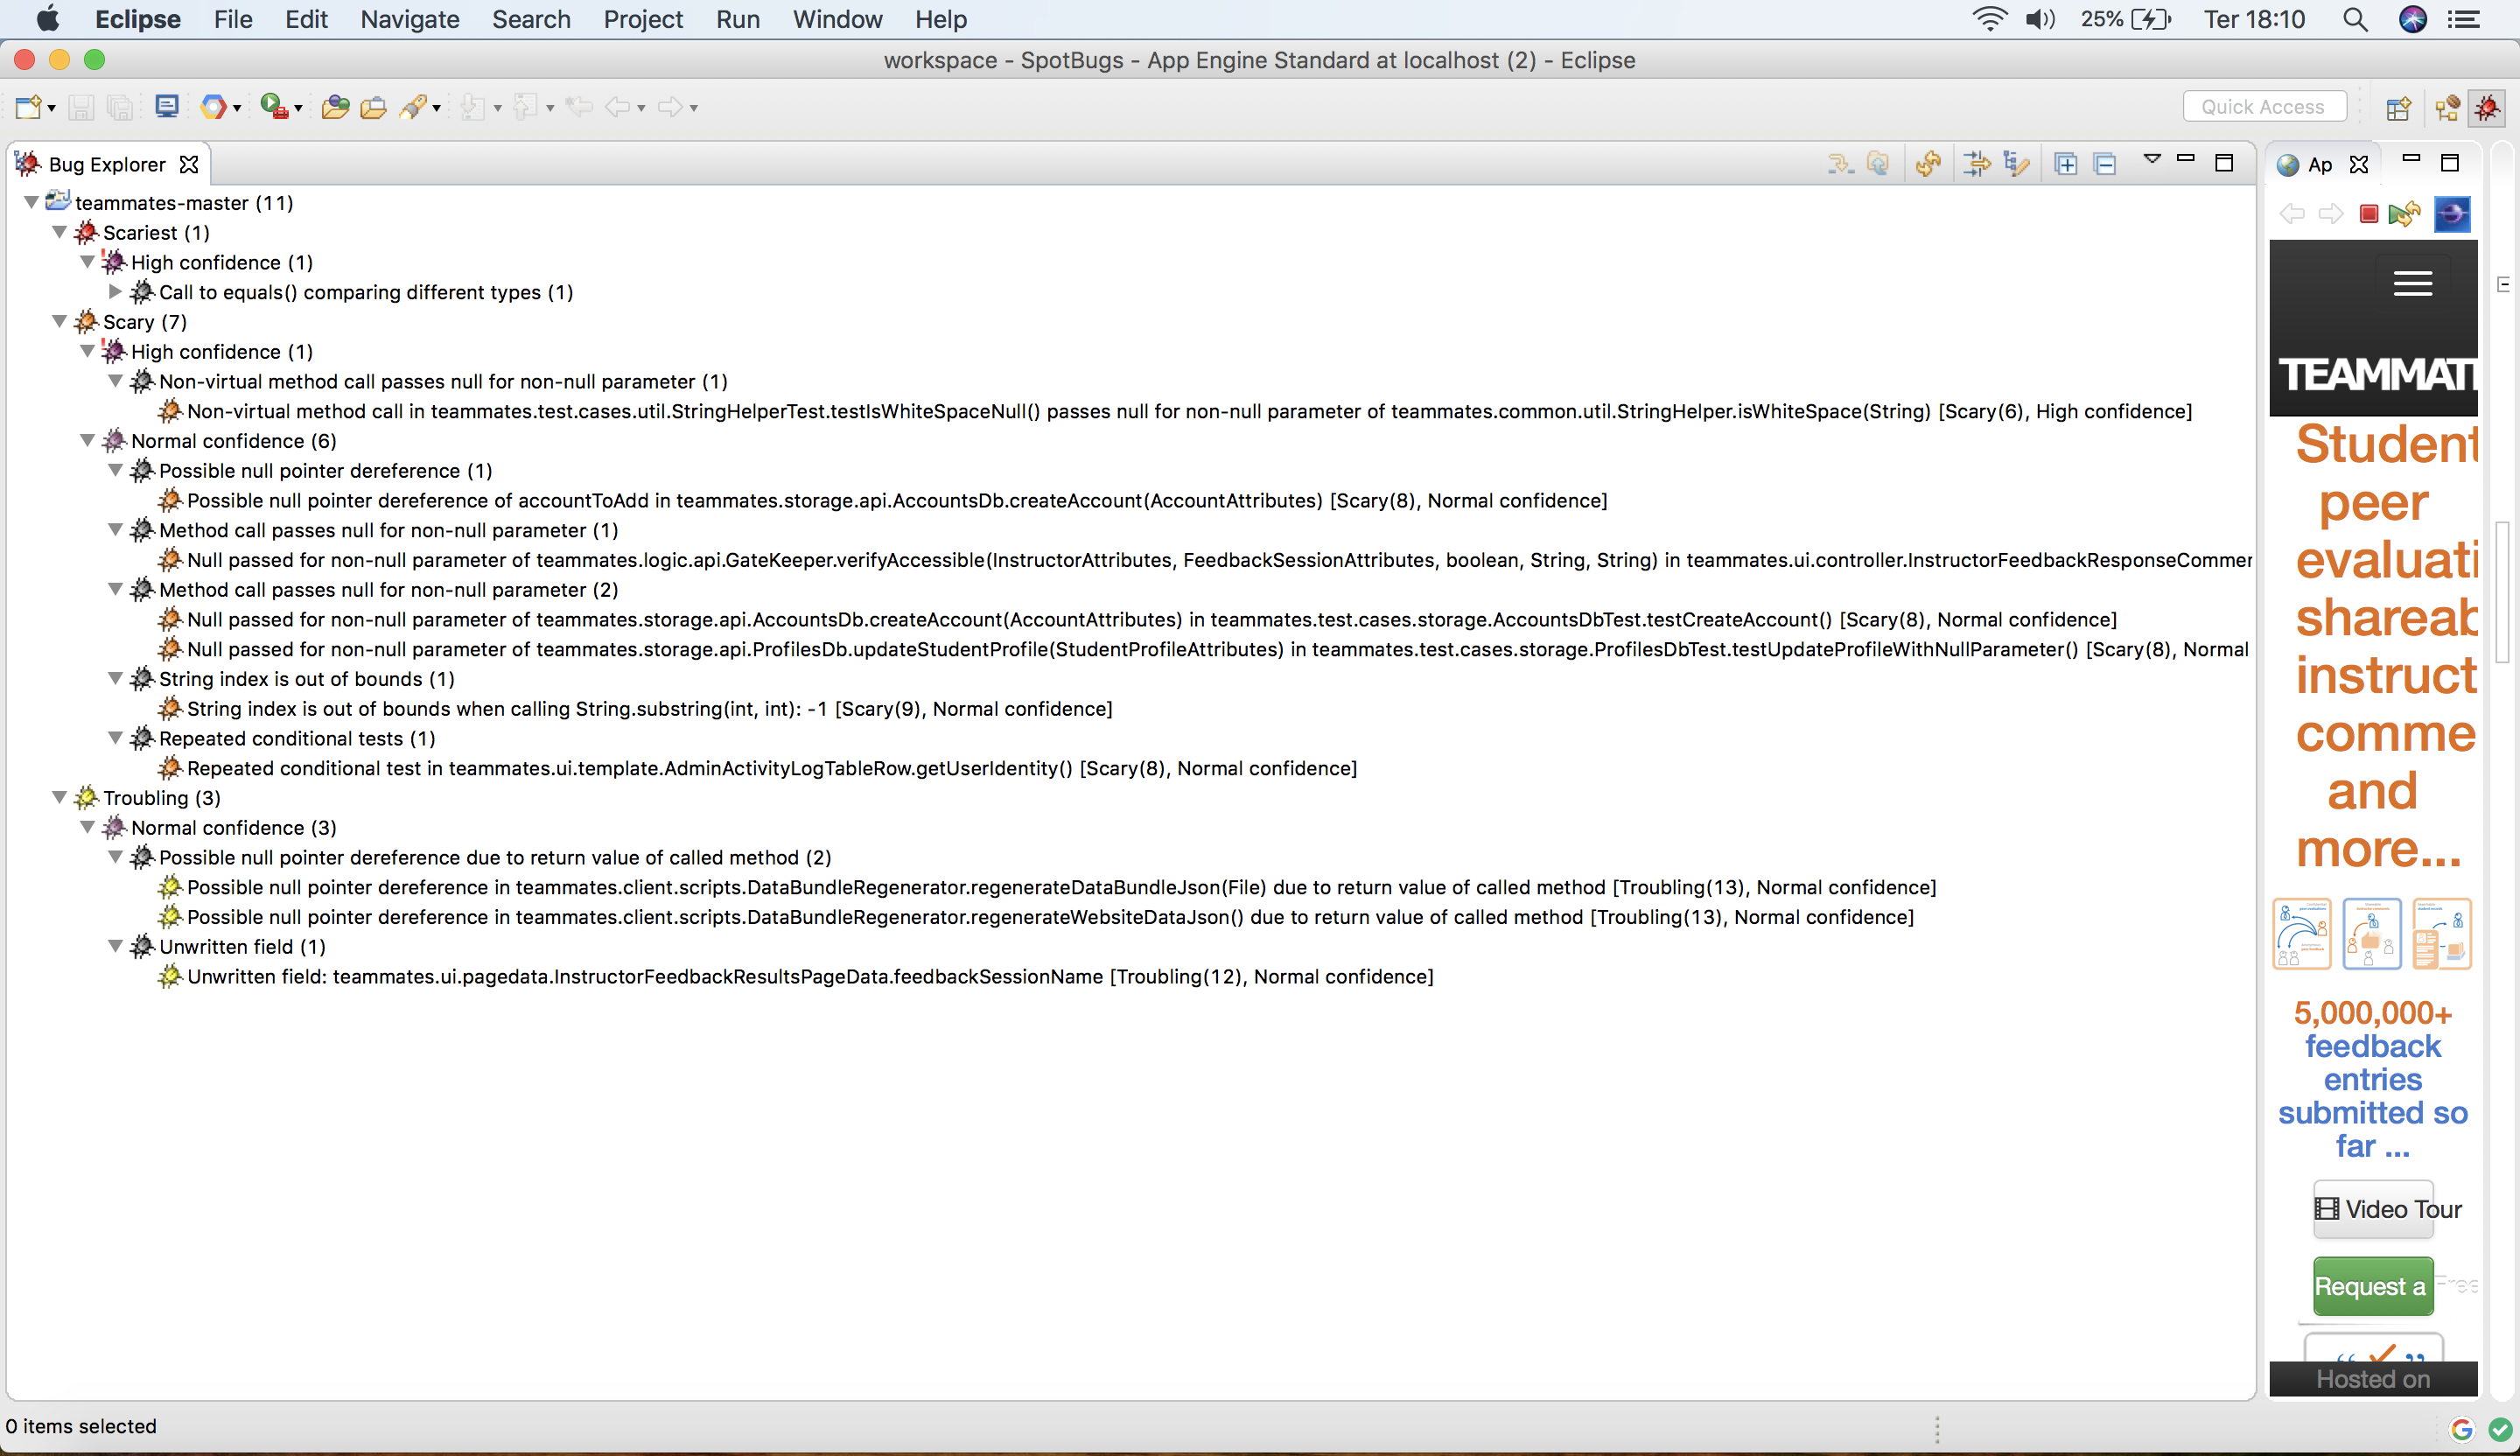 Eclipse File Edit Navigate Search Project Run Window Help 25% Ter 18:10
workspace - SpotBugs - App Engine Standard at localhost (2) - Eclipse
Quick Access
Bug Explorer
teammates-master (11)
Scariest (1)
High confidence (1)
Call to equals() comparing different types (1)
Scary (7)
High confidence (1)
Non-virtual method call passes null for non-null parameter (1)
Non-virtual method call in teammates.test.cases.util.StringHelperTest.testIsWhiteSpaceNull() passes null for non-null parameter of teammates.common.util.StringHelper.isWhiteSpace(String) [Scary(6), High confidence]
Normal confidence (6)
Possible null pointer dereference (1)
Possible null pointer dereference of accountToAdd in teammates.storage.api.AccountsDb.createAccount(AccountAttributes) [Scary(8), Normal confidence]
Method call passes null for non-null parameter (1)
Null passed for non-null parameter of teammates.logic.api.GateKeeper.verifyAccessible(InstructorAttributes, FeedbackSessionAttributes, boolean, String, String) in teammates.ui.controller.InstructorFeedbackResponseCommer
Method call passes null for non-null parameter (2)
Null passed for non-null parameter of teammates.storage.api.AccountsDb.createAccount(AccountAttributes) in teammates.test.cases.storage.AccountsDbTest.testCreateAccount() [Scary(8), Normal confidence]
Null passed for non-null parameter of teammates.storage.api.ProfilesDb.updateStudentProfile(StudentProfileAttributes) in teammates.test.cases.storage.ProfilesDbTest.testUpdateProfileWithNullParameter() [Scary(8), Normal
String index is out of bounds (1)
String index is out of bounds when calling String.substring(int, int): -1 [Scary(9), Normal confidence]
Repeated conditional tests (1)
Repeated conditional test in teammates.ui.template.AdminActivityLogTableRow.getUserIdentity() [Scary(8), Normal confidence]
Troubling (3)
Normal confidence (3)
Possible null pointer dereference due to return value of called method (2)
Possible null pointer dereference in teammates.client.scripts.DataBundleRegenerator.regenerateDataBundleJson(File) due to return value of called method [Troubling(13), Normal confidence]
Possible null pointer dereference in teammates.client.scripts.DataBundleRegenerator.regenerateWebsiteDataJson() due to return value of called method [Troubling(13), Normal confidence]
Unwritten field (1)
Unwritten field: teammates.ui.pagedata.InstructorFeedbackResultsPageData.feedbackSessionName [Troubling(12), Normal confidence]
0 items selected
Ap
TEAMMAT
Student
peer
evaluati
shareab
instruct
comme
and
more...
5,000,000+
feedback
entries
submitted so
far ...
Video Tour
Request a Free
Hosted on